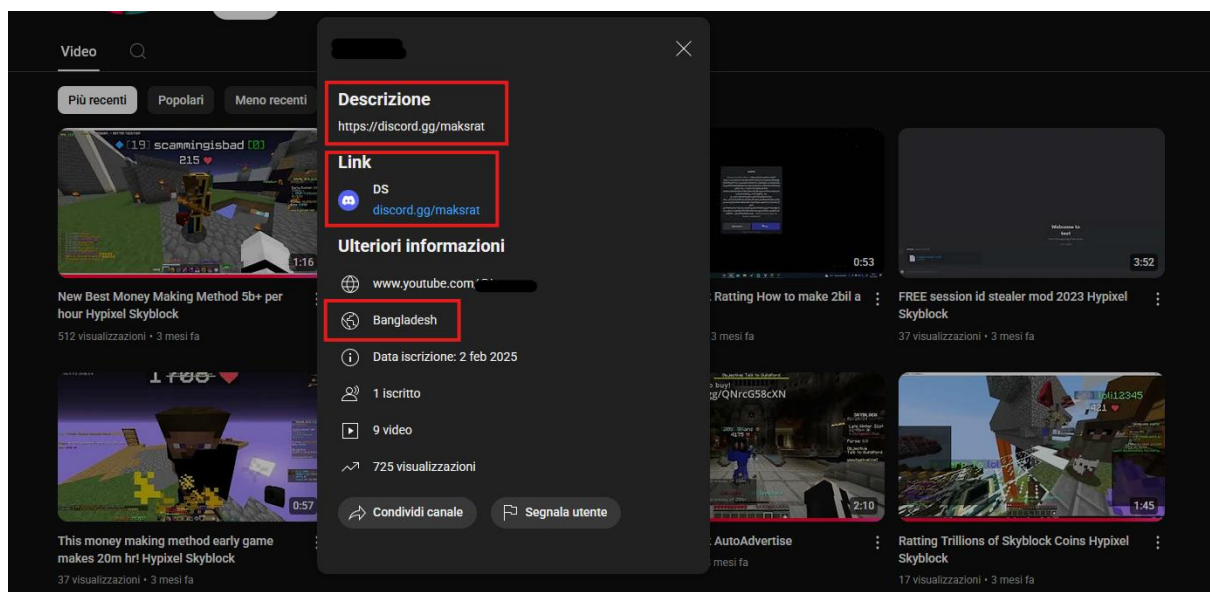 Video
Più recenti
Popolari
Meno recenti
[19] scammingisbad [0]
215
1:16
New Best Money Making Method 5b+ per
hour Hypixel Skyblock
512 visualizzazioni • 3 mesi fa
0:57
This money making method early game
makes 20m hr! Hypixel Skyblock
37 visualizzazioni • 3 mesi fa
Descrizione
https://discord.gg/maksrat
Link
DS
discord.gg/maksrat
Ulteriori informazioni
www.youtube.com/
Bangladesh
Data iscrizione: 2 feb 2025
1 iscritto
9 video
725 visualizzazioni
Condividi canale
Segnala utente
0:53
Ratting How to make 2bil a
3 mesi fa
buy!
g/QNrcG58cXN
2:10
AutoAdvertise
mesi fa
Welcome to
3:52
FREE session id stealer mod 2023 Hypixel
Skyblock
37 visualizzazioni • 3 mesi fa
loli12345
421
1:45
Ratting Trillions of Skyblock Coins Hypixel
Skyblock
17 visualizzazioni • 3 mesi fa